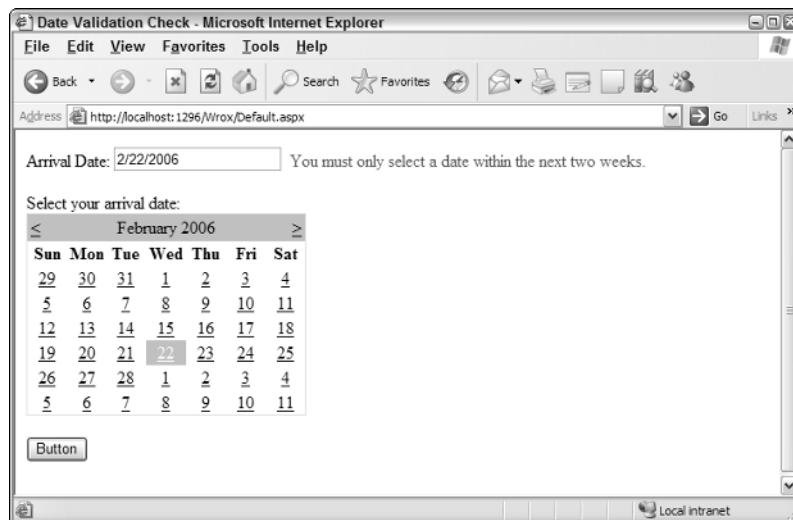 Date Validation Check - Microsoft Internet Explorer
File Edit View Favorites Tools Help
Back Search Favorites
Address http://localhost:1296/Wrox/Default.aspx Go Links »
Arrival Date: 2/22/2006 You must only select a date within the next two weeks.
Select your arrival date:
< February 2006 >
Sun Mon Tue Wed Thu Fri Sat
29 30 31 1 2 3 4
5 6 7 8 9 10 11
12 13 14 15 16 17 18
19 20 21 22 23 24 25
26 27 28 1 2 3 4
5 6 7 8 9 10 11
Button
Local intranet